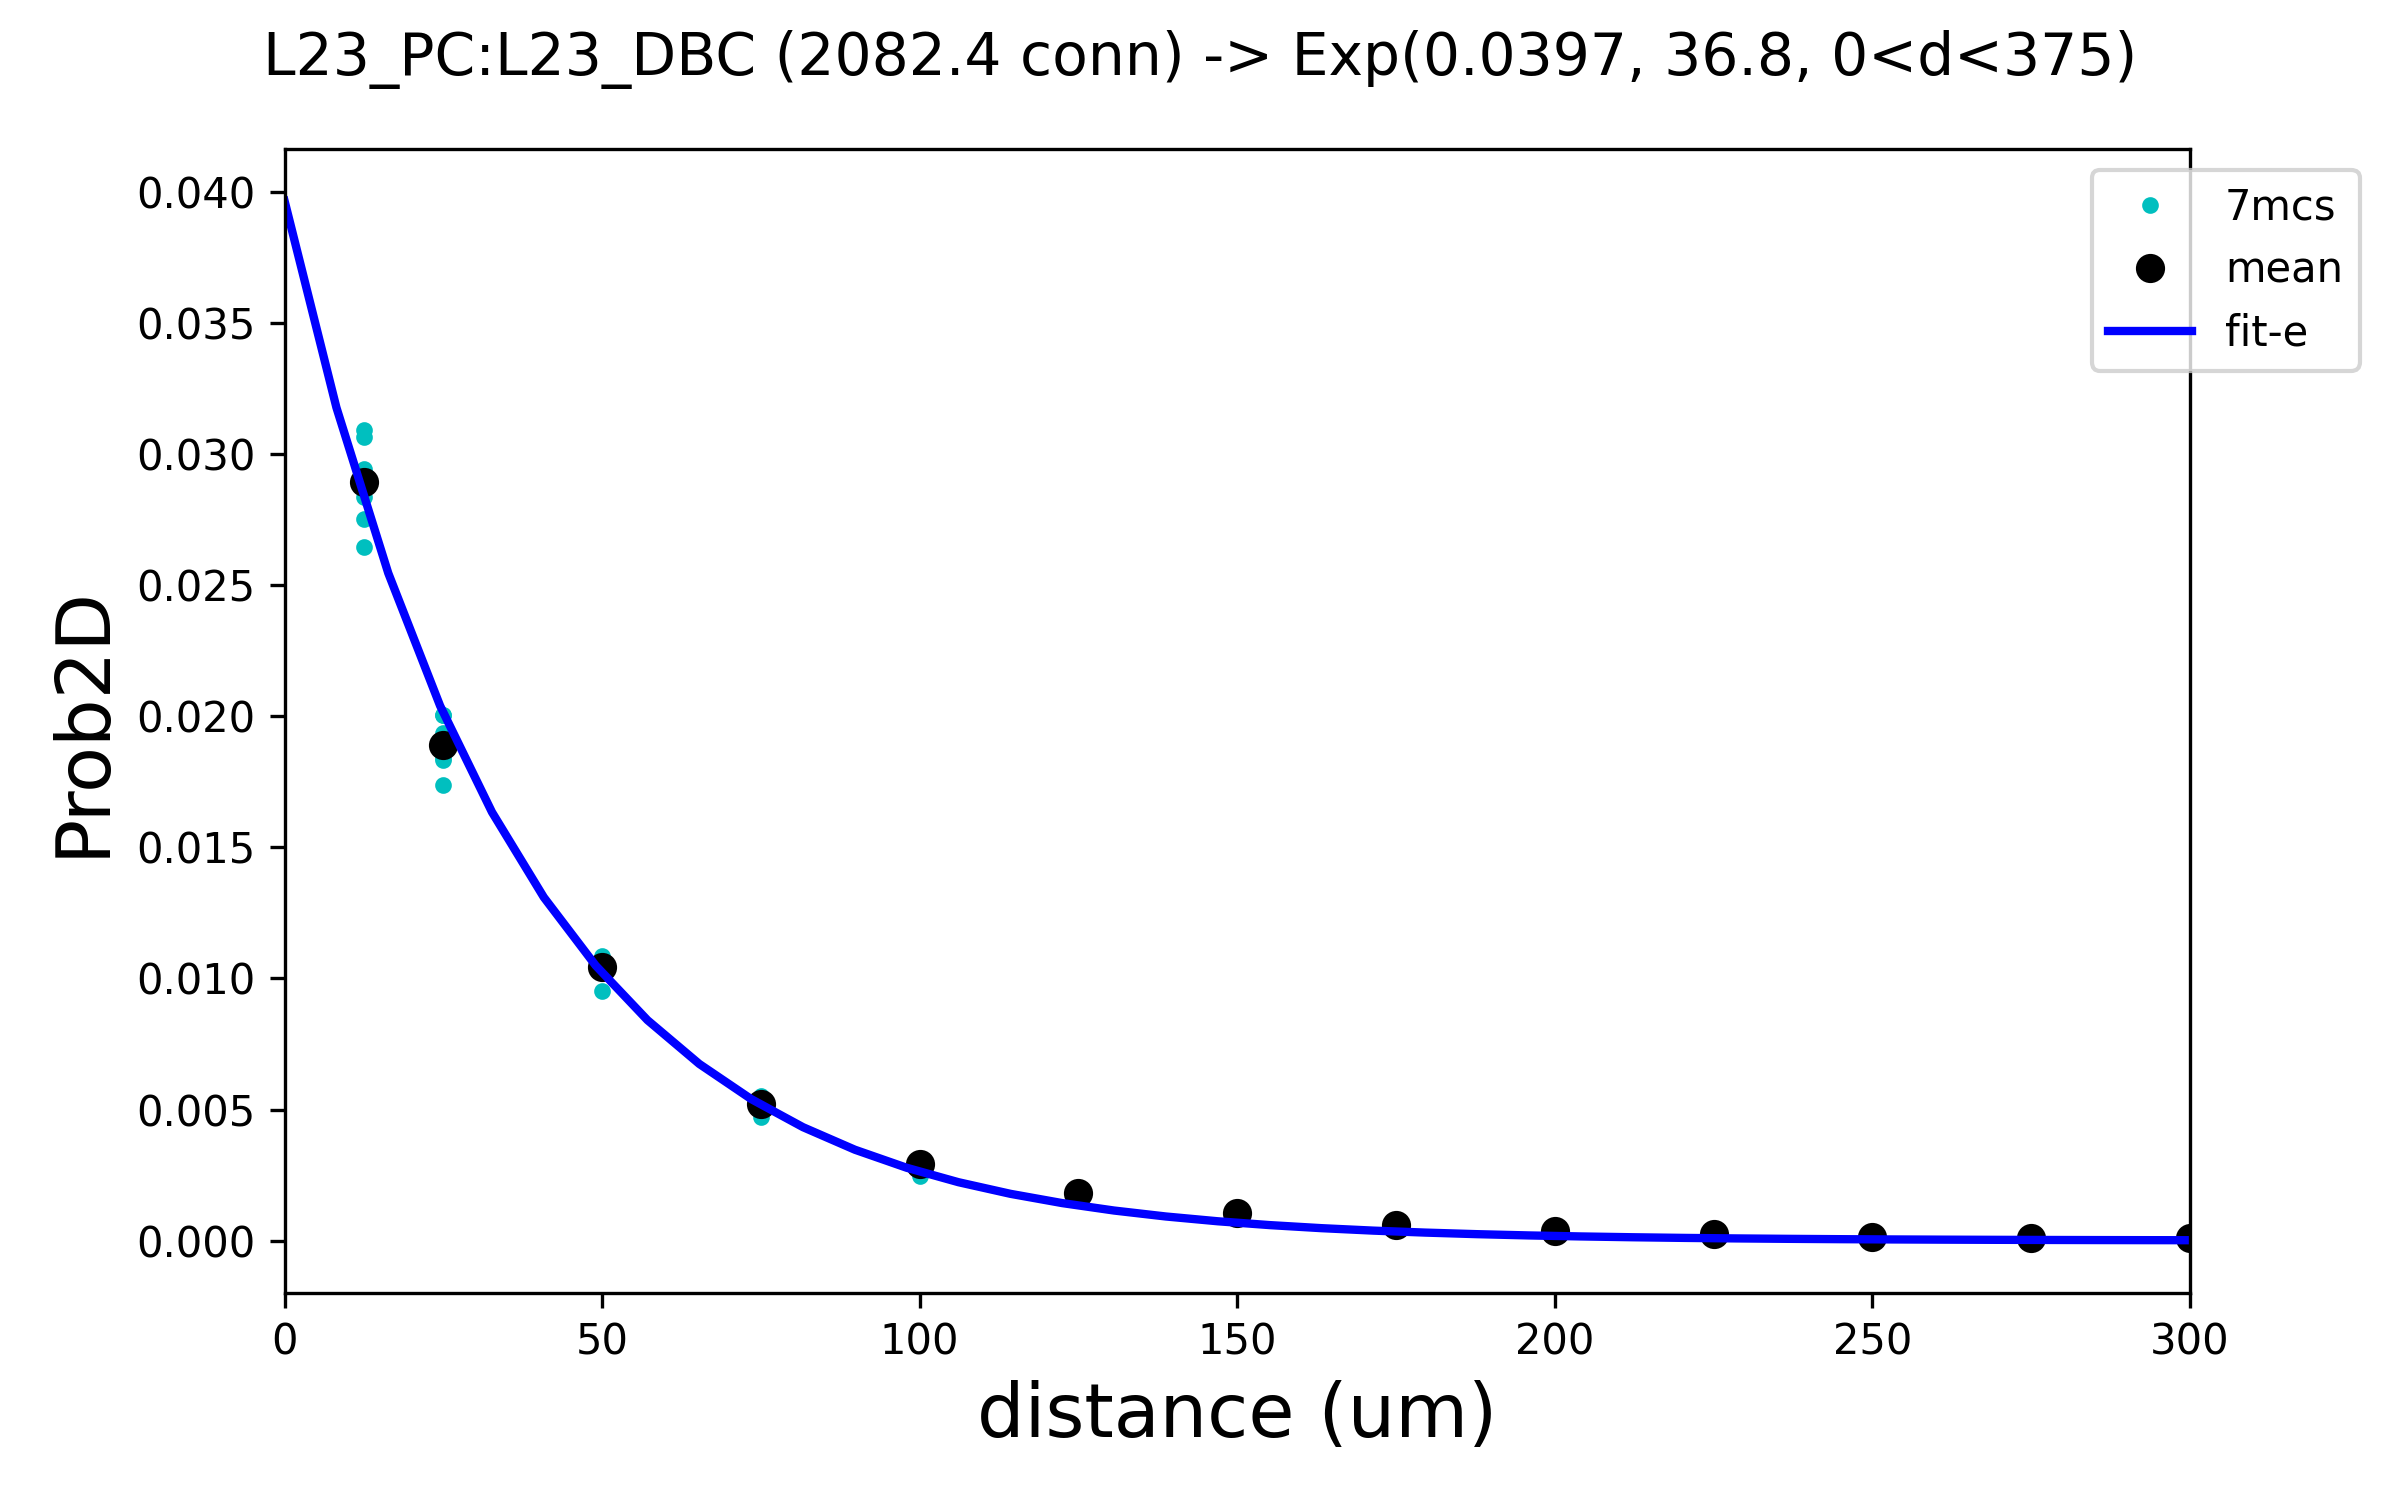 L23_PC:L23_DBC (2082.4 conn) -> Exp(0.0397, 36.8, 0<d<375)
7mcs
mean
fit-e
Prob2D
0.040
0.035
0.030
0.025
0.020
0.015
0.010
0.005
0.000
0 50 100 150 200 250 300
distance (um)